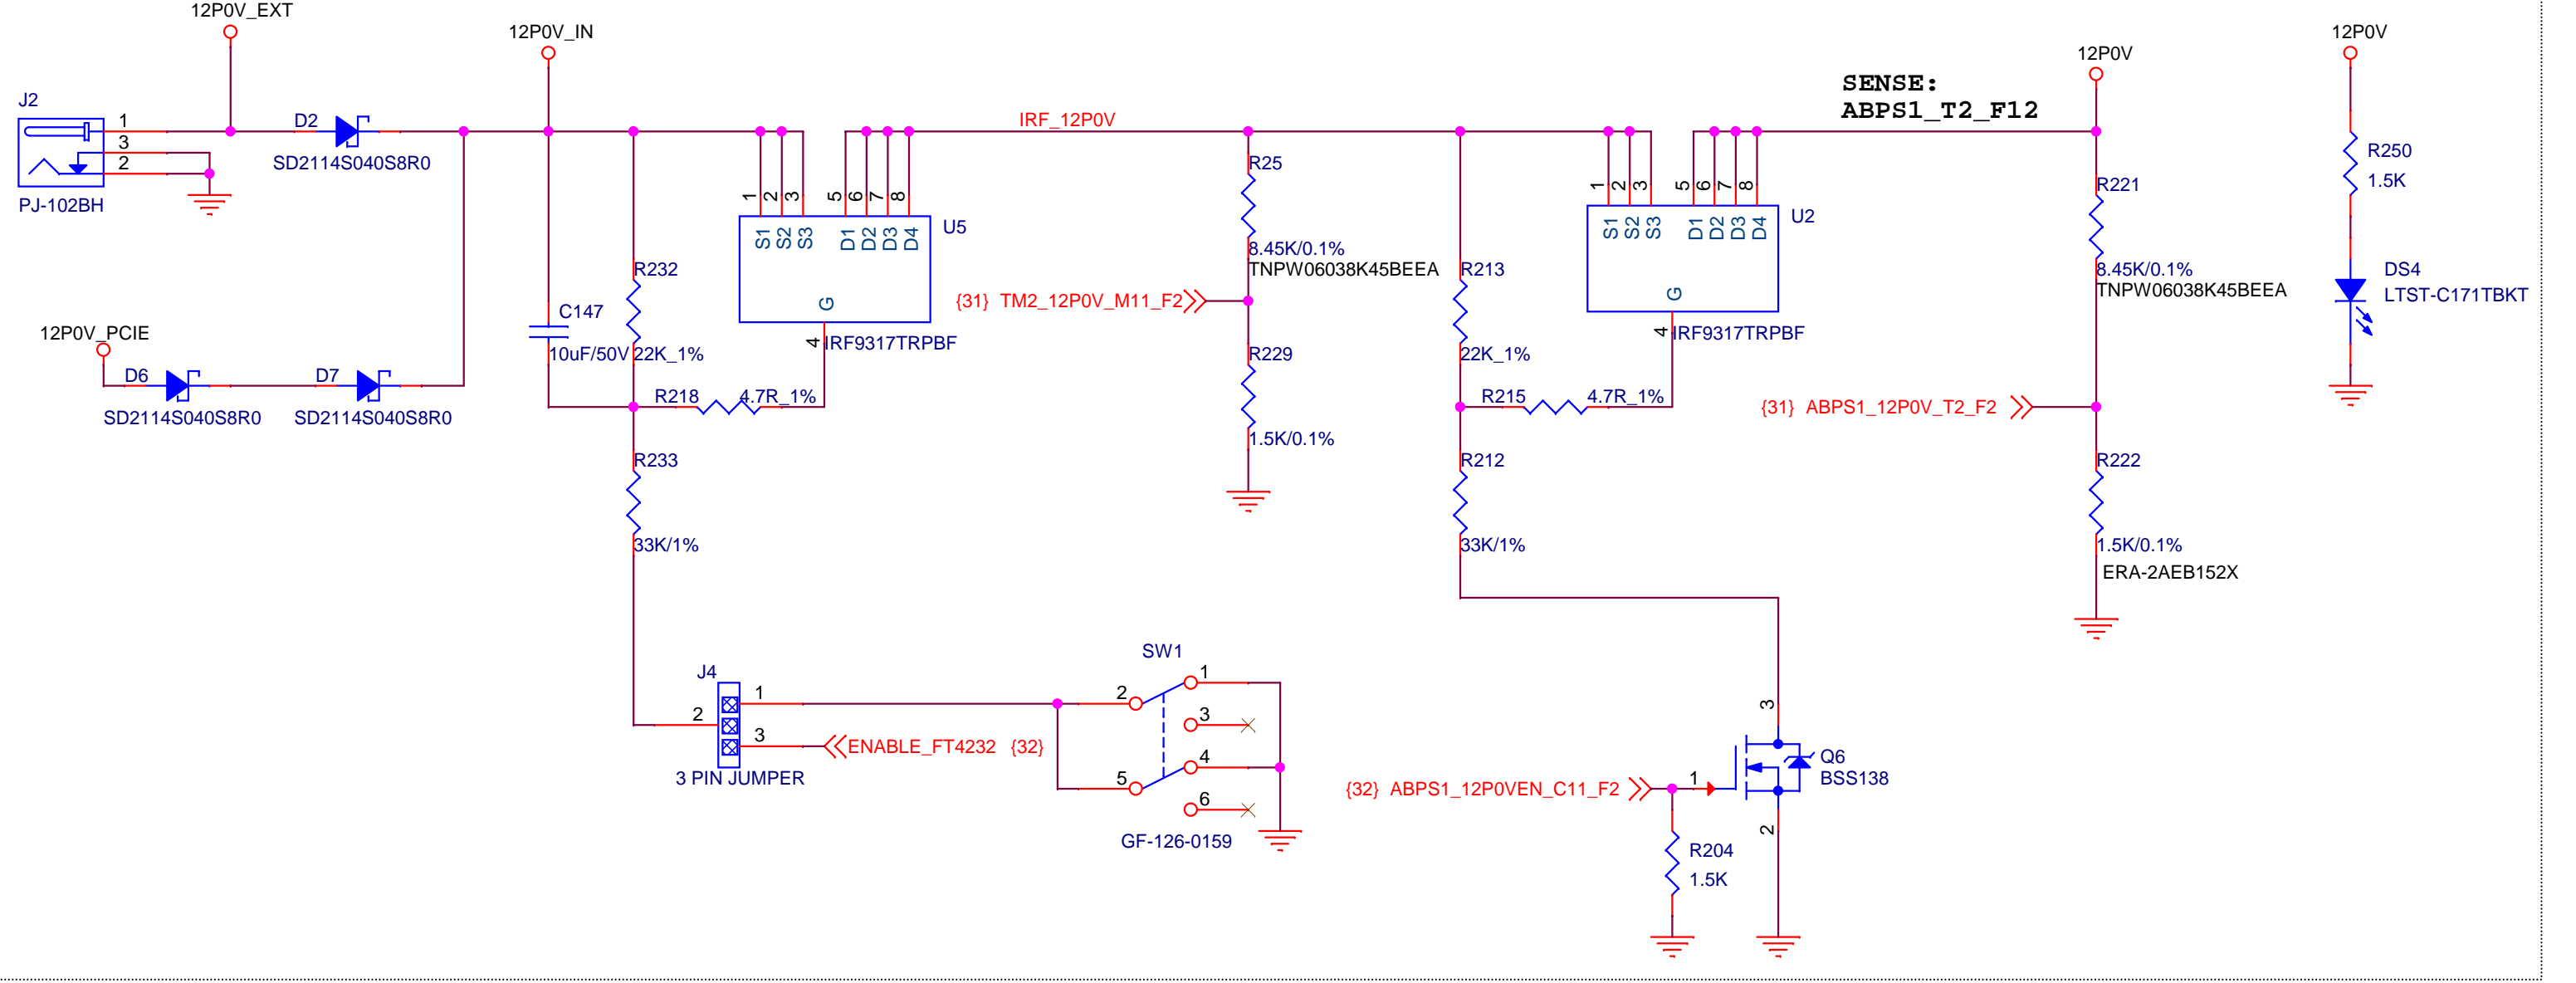 12P0V_EXT
12P0V_IN
12P0V
12P0V
J2
1
3
2
PJ-102BH
D2
SD2114S040S8R0
12P0V_PCIE
D6
SD2114S040S8R0
D7
SD2114S040S8R0
C147
10uF/50V
R232
22K_1%
R218
4.7R_1%
R233
33K/1%
1
2
3
5
6
7
8
S1
S2
S3
D1
D2
D3
D4
G
4
U5
IRF9317TRPBF
IRF_12P0V
R25
8.45K/0.1%
TNPW06038K45BEEA
{31} TM2_12P0V_M11_F2
R229
1.5K/0.1%
R213
22K_1%
R215
4.7R_1%
R212
33K/1%
1
2
3
5
6
7
8
S1
S2
S3
D1
D2
D3
D4
G
4
U2
IRF9317TRPBF
SENSE:
ABPS1_T2_F12
R221
8.45K/0.1%
TNPW06038K45BEEA
{31} ABPS1_12P0V_T2_F2
R222
1.5K/0.1%
ERA-2AEB152X
R250
1.5K
DS4
LTST-C171TBKT
J4
1
2
3
3 PIN JUMPER
ENABLE_FT4232 {32}
SW1
1
2
3
4
5
6
GF-126-0159
{32} ABPS1_12P0VEN_C11_F2
1
3
2
Q6
BSS138
R204
1.5K